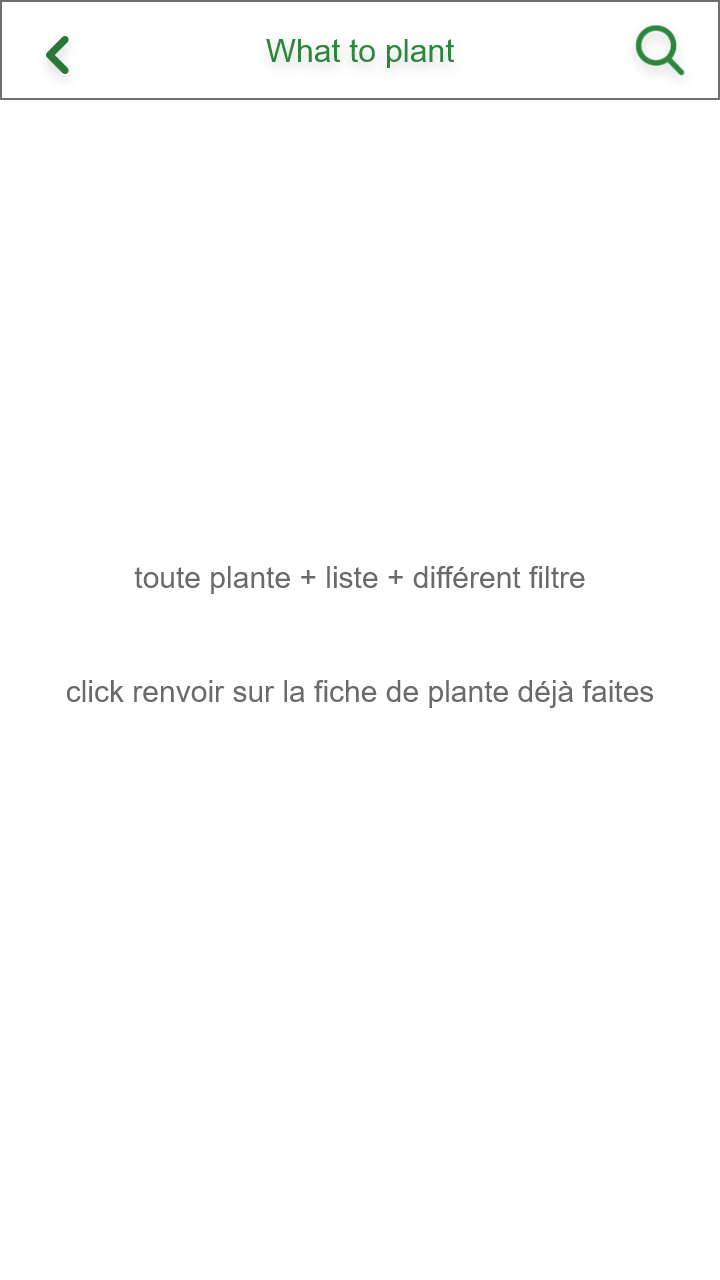 What to plant
toute plante + liste + différent filtre
click renvoir sur la fiche de plante déjà faites